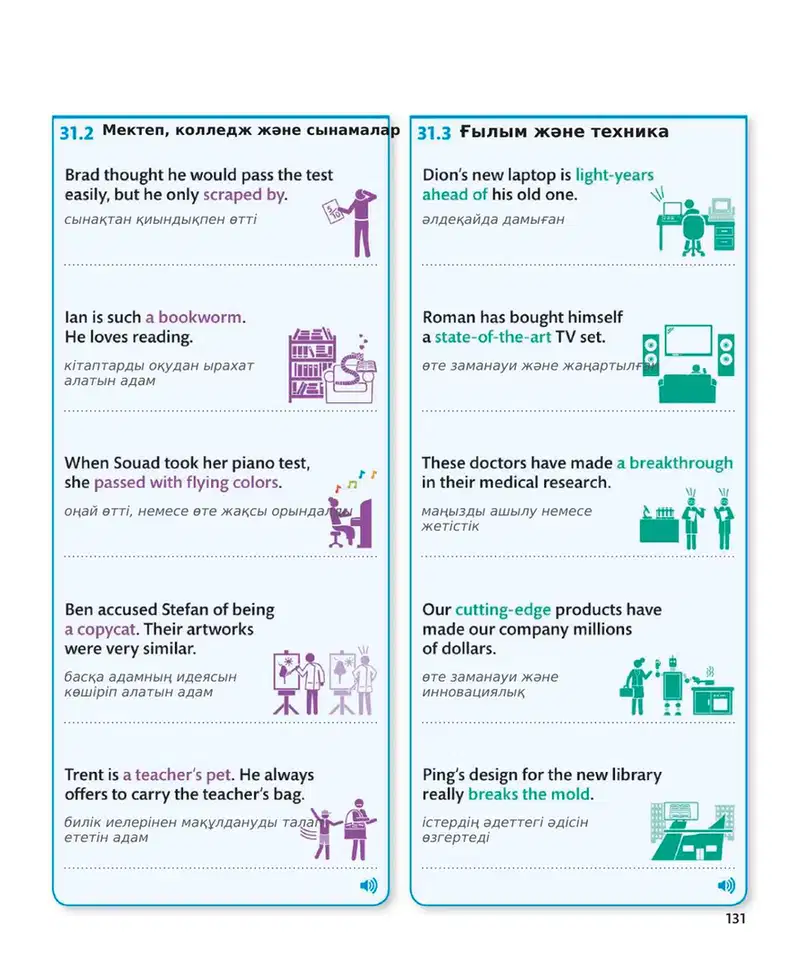 31.2 Мектеп, колледж және сынамалар
Brad thought he would pass the test
easily, but he only scraped by.
сынақтан қиындықпен өтті
Ian is such a bookworm.
He loves reading.
кітаптарды оқудан ырахат
алатын адам
When Souad took her piano test,
she passed with flying colors.
оңай өтті, немесе өте жақсы орындалды
Ben accused Stefan of being
a copycat. Their artworks
were very similar.
басқа адамның идеясын
көшіріп алатын адам
Trent is a teacher's pet. He always
offers to carry the teacher's bag.
билік иелерінен мақұлдануды талап
ететін адам
31.3 Ғылым және техника
Dion's new laptop is light-years
ahead of his old one.
әлдеқайда дамыған
Roman has bought himself
a state-of-the-art TV set.
өте заманауи және жаңартылған
These doctors have made a breakthrough
in their medical research.
маңызды ашылу немесе
жетістік
Our cutting-edge products have
made our company millions
of dollars.
өте заманауи және
инновациялық
Ping's design for the new library
really breaks the mold.
істердің әдеттегі әдісін
өзгертеді
131